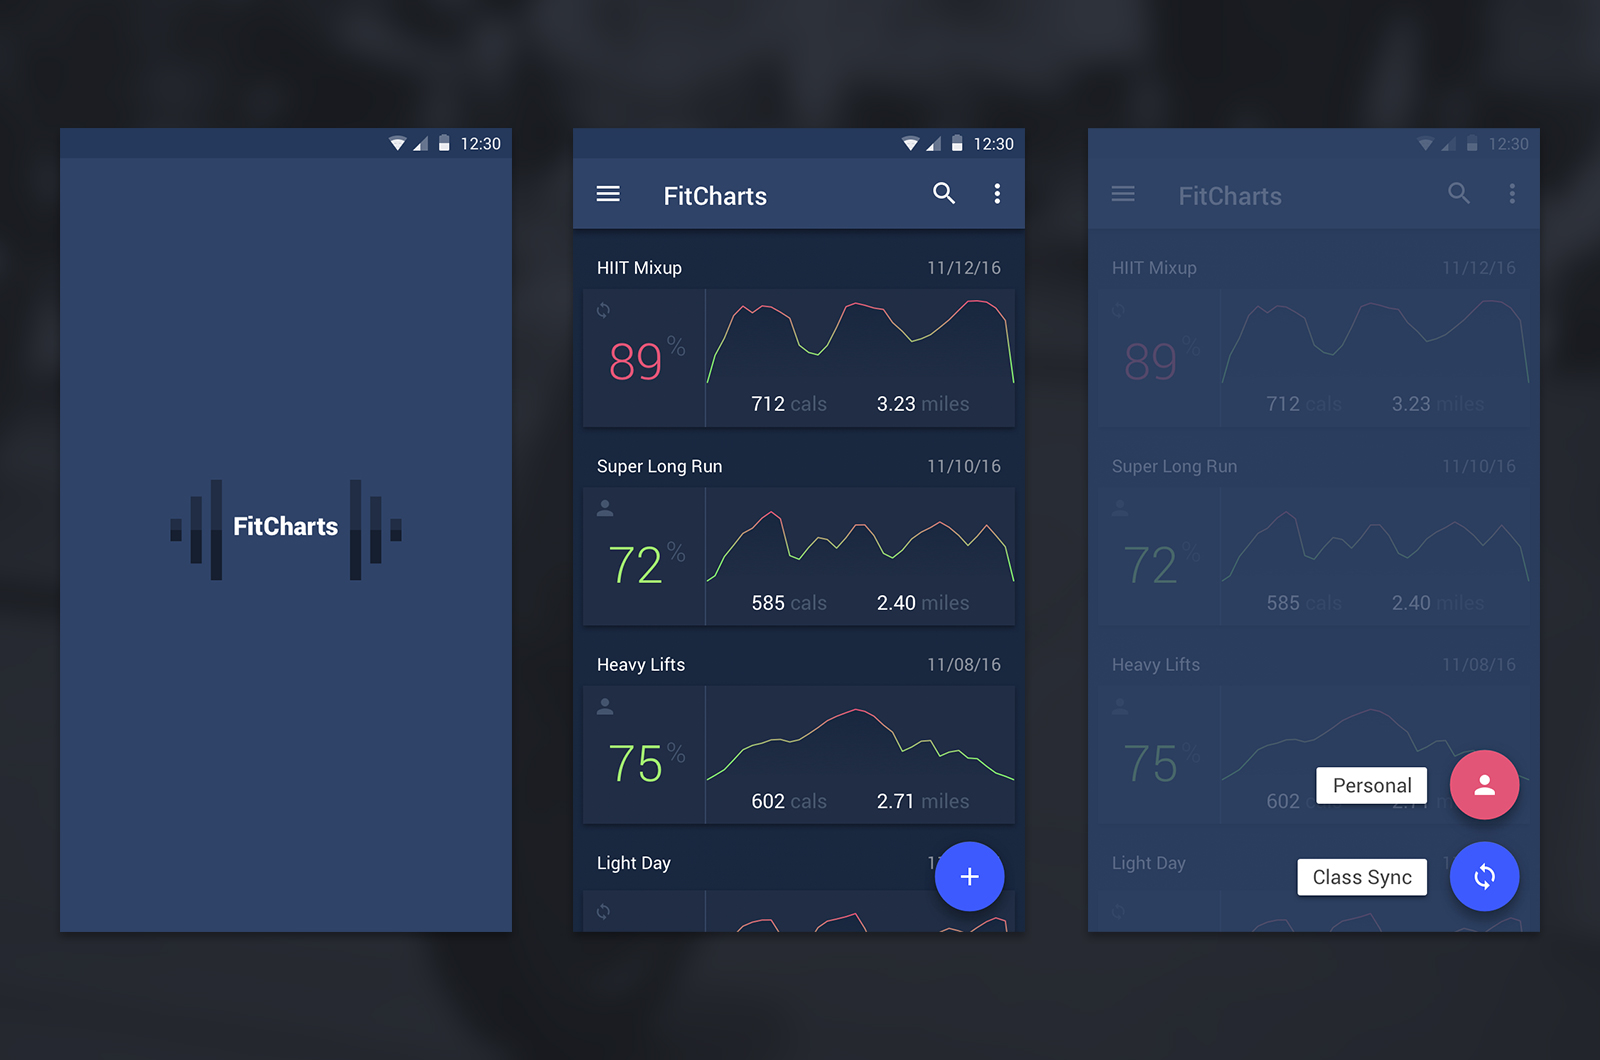 12:30
FitCharts
12:30
FitCharts
HIIT Mixup 11/12/16
89%
712 cals 3.23 miles
Super Long Run 11/10/16
72%
585 cals 2.40 miles
Heavy Lifts 11/08/16
75%
602 cals 2.71 miles
Light Day 11
12:30
FitCharts
HIIT Mixup 11/12/16
89%
712 cals 3.23 miles
Super Long Run 11/10/16
72%
585 cals 2.40 miles
Heavy Lifts 11/08/16
75%
Personal
602
Light Day
Class Sync